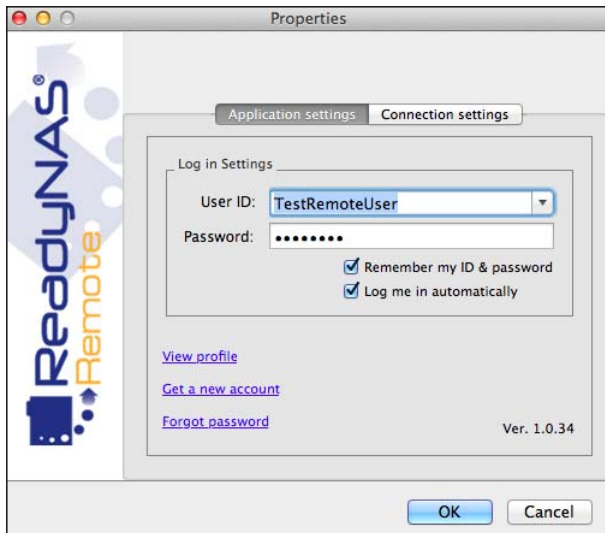 Properties
ReadyNAS®
Remote
Application settings
Connection settings
Log in Settings
User ID:
TestRemoteUser
Password:
••••••••
Remember my ID & password
Log me in automatically
View profile
Get a new account
Forgot password
Ver. 1.0.34
OK
Cancel